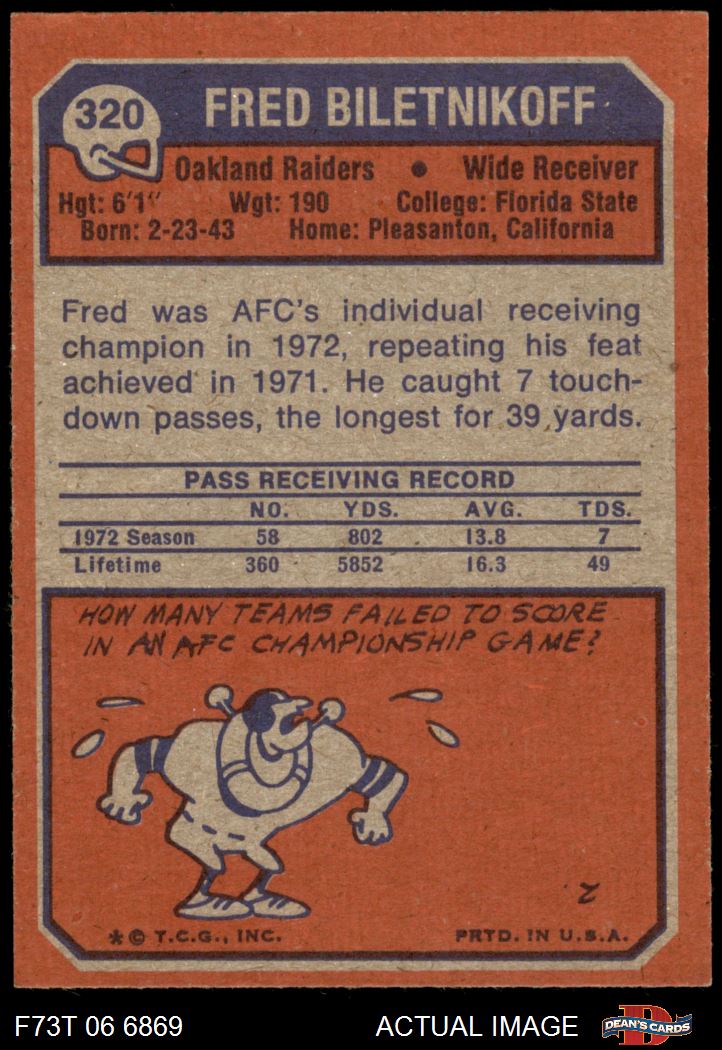 320
FRED BILETNIKOFF
Oakland Raiders • Wide Receiver
Hgt: 6'1" Wgt: 190 College: Florida State
Born: 2-23-43 Home: Pleasanton, California
Fred was AFC's individual receiving
champion in 1972, repeating his feat
achieved in 1971. He caught 7 touch-
down passes, the longest for 39 yards.
PASS RECEIVING RECORD
NO. YDS. AVG. TDS.
1972 Season 58 802 13.8 7
Lifetime 360 5852 16.3 49
HOW MANY TEAMS FAILED TO SCORE
IN AN AFC CHAMPIONSHIP GAME?
2
* © T.C.G., INC. PRTD. IN U.S.A.
F73T 06 6869 ACTUAL IMAGE D DEAN'S CARDS